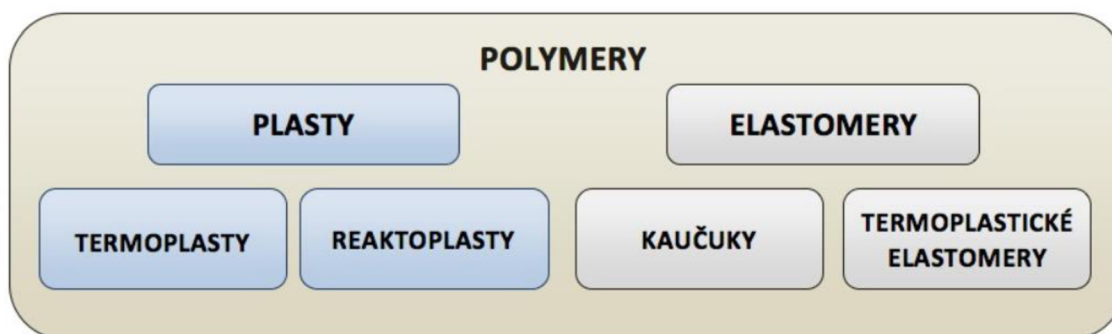 POLYMERY
PLASTY
ELASTOMERY
TERMOPLASTY
REAKTOPLASTY
KAUČUKY
TERMOPLASTICKÉ
ELASTOMERY